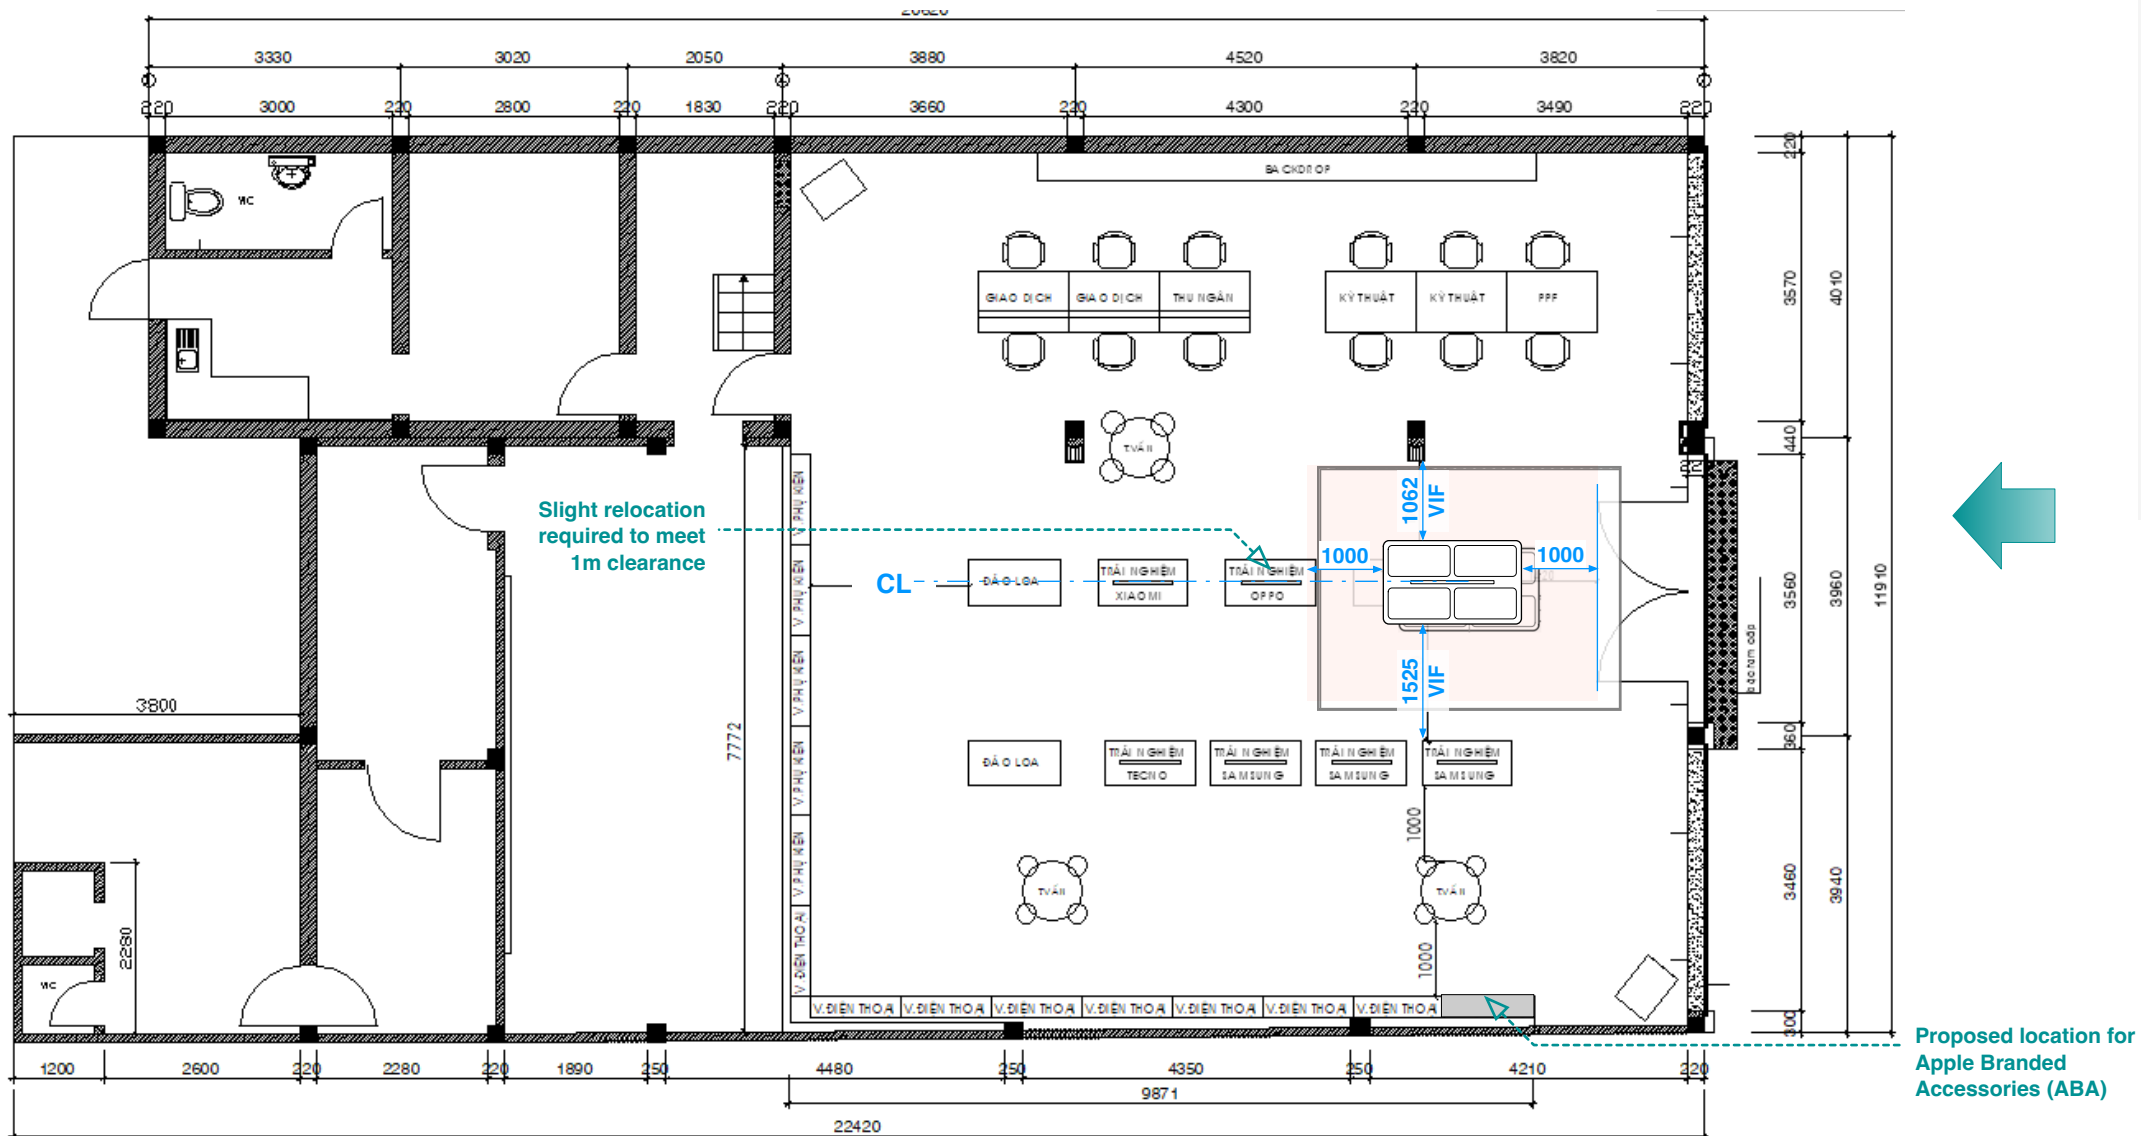 20620
3330 3020 2050 3880 4520 3820
220 3000 220 2800 220 1830 220 3660 220 4300 220 3490 220
BACKDROP
WC
220
3570
4010
GIAO DỊCH GIAO DỊCH THU NGÂN KỸ THUẬT KỸ THUẬT PPF
440
T.VẤN
V.PHỤ KIỆN
Slight relocation
required to meet
1m clearance
1062
VIF
1000
1000
CL
ĐẢO LOA
TRẢI NGHIỆM
XIAOMI
TRẢI NGHIỆM
OPPO
V.PHỤ KIỆN
3560
3960
11910
1525
VIF
V.PHỤ KIỆN
bậc tam cấp
3800
7772
360
V.PHỤ KIỆN
ĐẢO LOA
TRẢI NGHIỆM
TECNO
TRẢI NGHIỆM
SAMSUNG
TRẢI NGHIỆM
SAMSUNG
TRẢI NGHIỆM
SAMSUNG
1000
V.PHỤ KIỆN
T.VẤN
T.VẤN
3460
3940
2280
V.ĐIỆN THOẠI
1000
WC
V.ĐIỆN THOẠI V.ĐIỆN THOẠI V.ĐIỆN THOẠI V.ĐIỆN THOẠI V.ĐIỆN THOẠI V.ĐIỆN THOẠI V.ĐIỆN THOẠI
300
Proposed location for
Apple Branded
Accessories (ABA)
1200 2600 220 2280 220 1890 250 4480 250 4350 250 4210 220
9871
22420